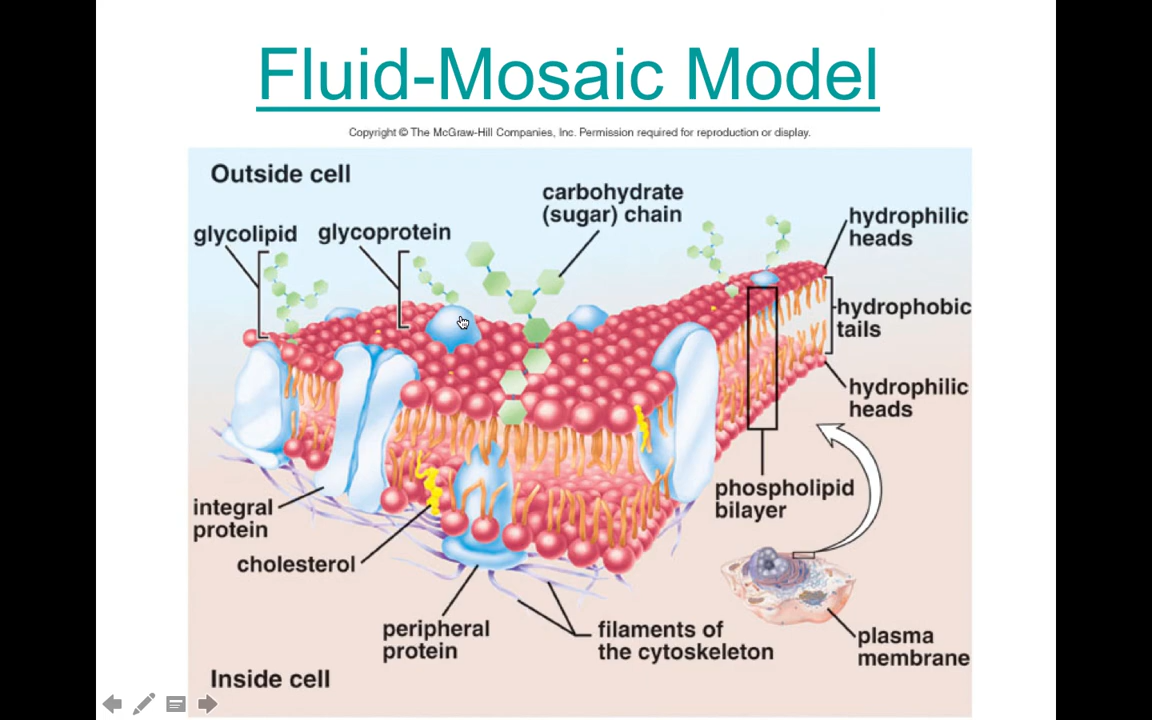 Fluid-Mosaic Model
Copyright © The McGraw-Hill Companies, Inc. Permission required for reproduction or display.
Outside cell
carbohydrate
(sugar) chain
hydrophilic
heads
glycolipid
glycoprotein
hydrophobic
tails
hydrophilic
heads
phospholipid
bilayer
integral
protein
cholesterol
peripheral
protein
filaments of
the cytoskeleton
plasma
membrane
Inside cell